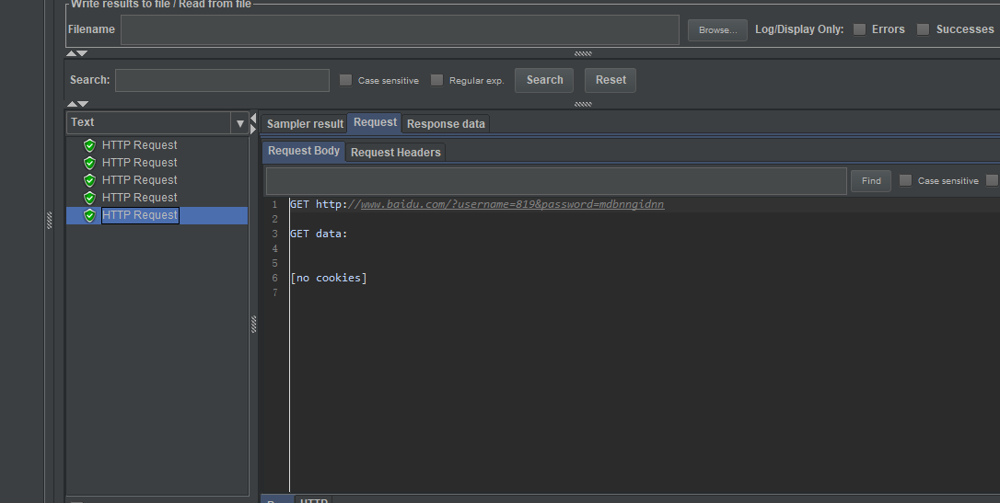 Write results to file / Read from file
Filename Browse... Log/Display Only: Errors Successes
Search: Case sensitive Regular exp. Search Reset
Text
HTTP Request
HTTP Request
HTTP Request
HTTP Request
HTTP Request
Sampler result Request Response data
Request Body Request Headers
Find Case sensitive
1 GET http://www.baidu.com/?username=819&password=mdbnngidnn
2
3 GET data:
4
5
6 [no cookies]
7
HTTP